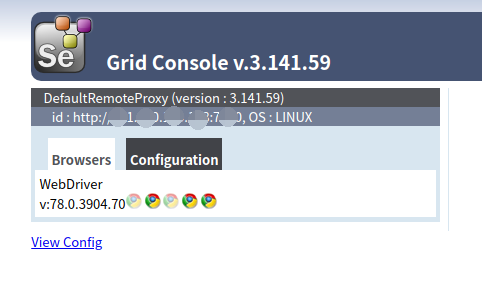 Se
Grid Console v.3.141.59
DefaultRemoteProxy (version : 3.141.59)
id : http:/ OS : LINUX
Browsers
Configuration
WebDriver
v:78.0.3904.70
View Config